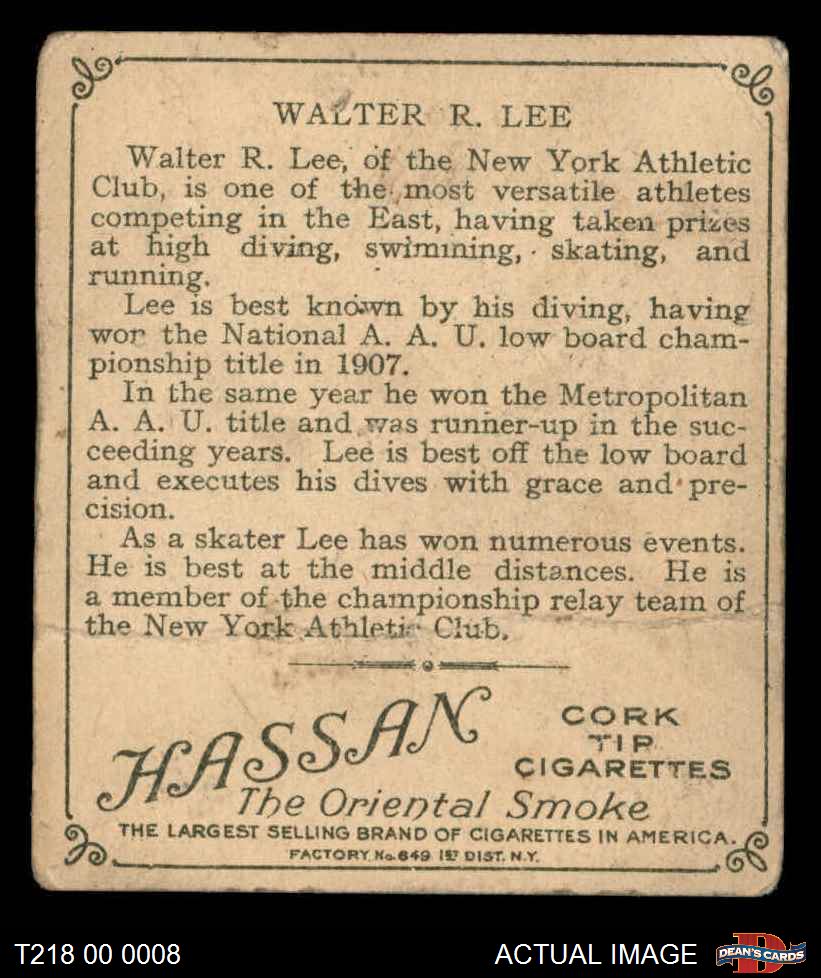 WALTER R. LEE
Walter R. Lee, of the New York Athletic
Club, is one of the most versatile athletes
competing in the East, having taken prizes
at high diving, swimming, skating, and
running.
Lee is best known by his diving, having
won the National A. A. U. low board cham-
pionship title in 1907.
In the same year he won the Metropolitan
A. A. U. title and was runner-up in the suc-
ceeding years. Lee is best off the low board
and executes his dives with grace and pre-
cision.
As a skater Lee has won numerous events.
He is best at the middle distances. He is
a member of the championship relay team of
the New York Athletic Club.
HASSAN
CORK
TIP
CIGARETTES
The Oriental Smoke
THE LARGEST SELLING BRAND OF CIGARETTES IN AMERICA.
FACTORY No. 649 1ST DIST. N.Y.
T218 00 0008
ACTUAL IMAGE
DEAN'S CARDS